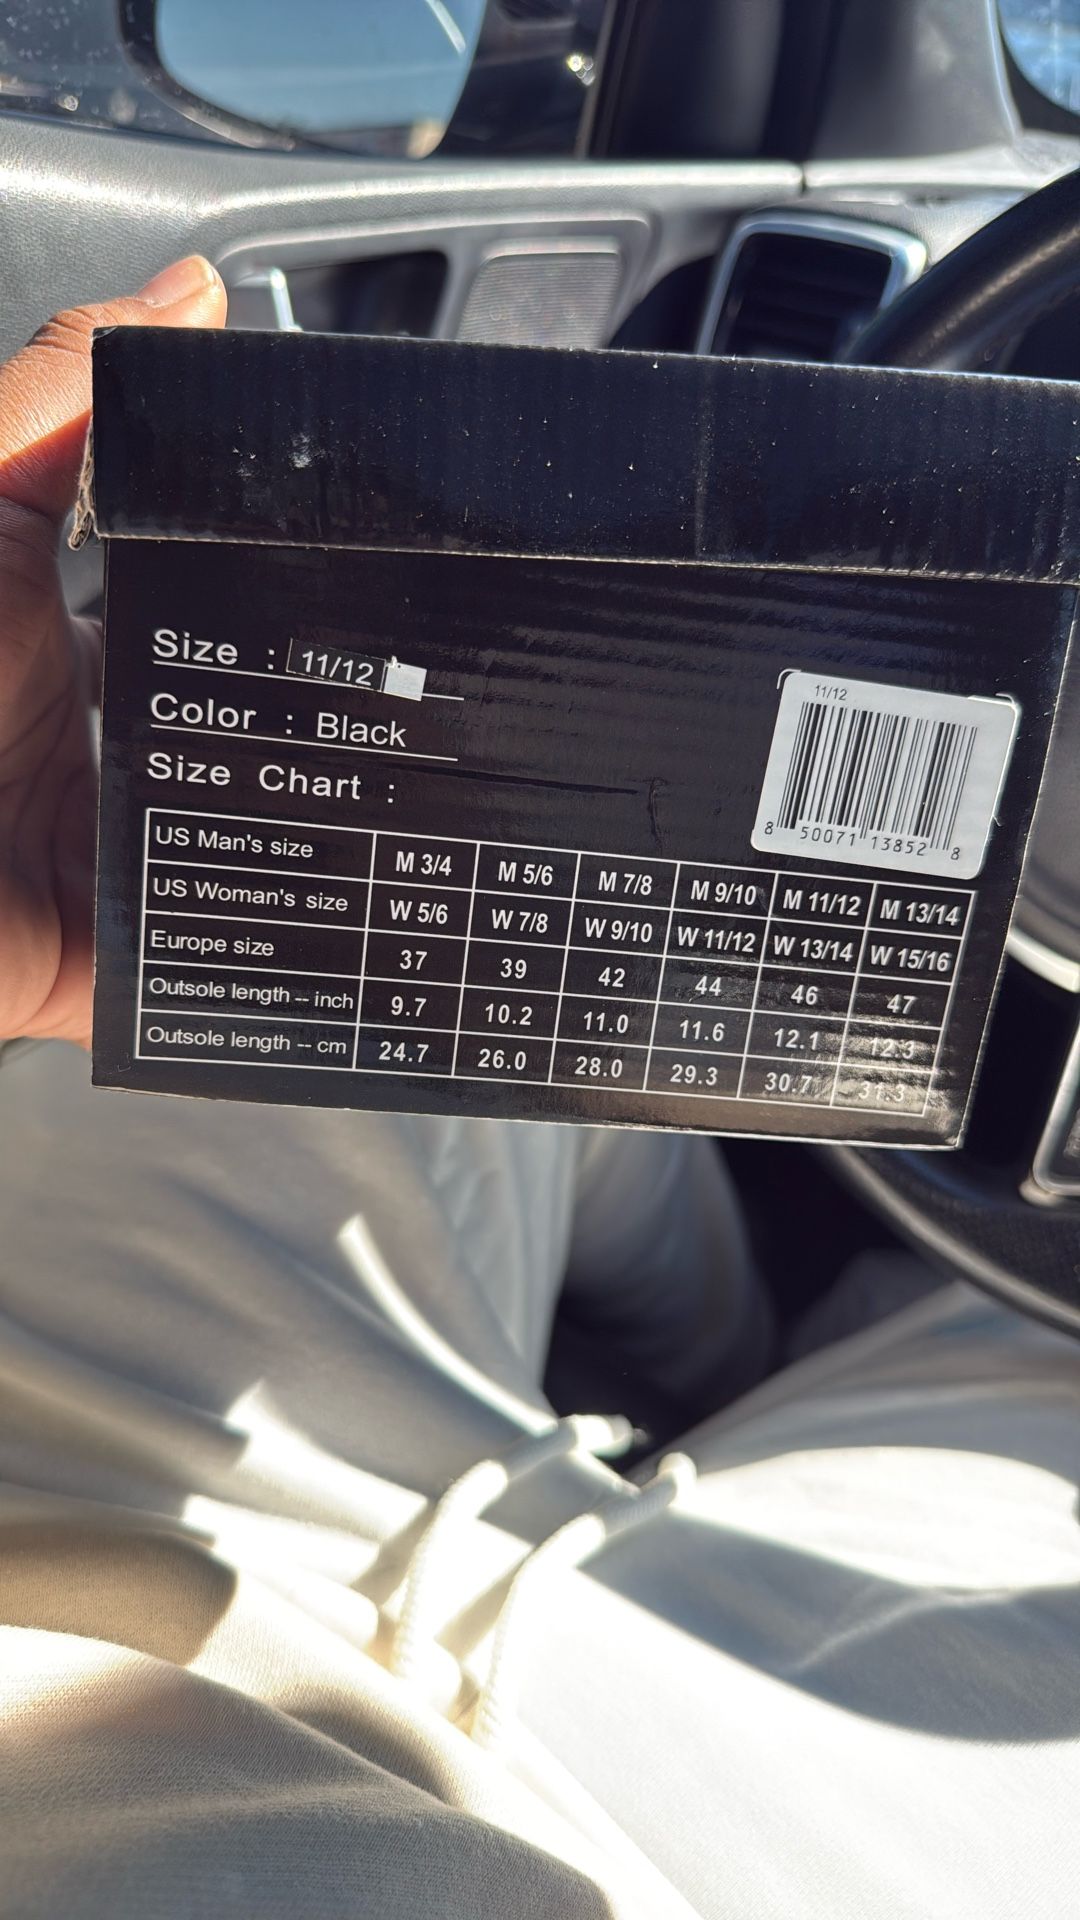 Size : 11/12
Color : Black
Size Chart :
11/12
8 50071 13852 8
US Man's size M 3/4 M 5/6 M 7/8 M 9/10 M 11/12 M 13/14
US Woman's size W 5/6 W 7/8 W 9/10 W 11/12 W 13/14 W 15/16
Europe size 37 39 42 44 46 47
Outsole length -- inch 9.7 10.2 11.0 11.6 12.1 12.3
Outsole length -- cm 24.7 26.0 28.0 29.3 30.7 31.3